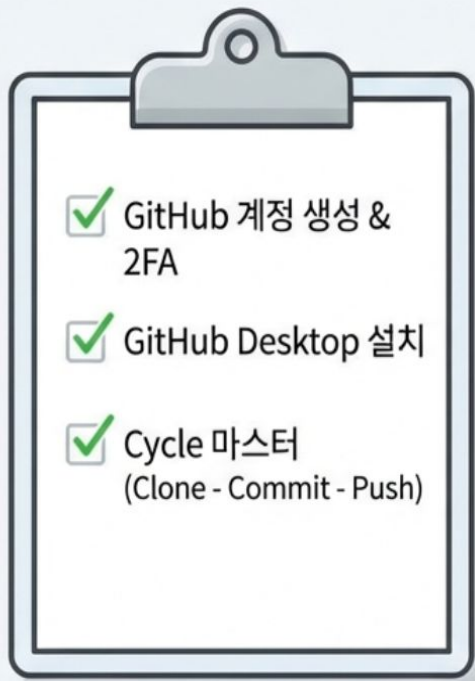 GitHub 계정 생성 &
2FA
GitHub Desktop 설치
Cycle 마스터
(Clone - Commit - Push)